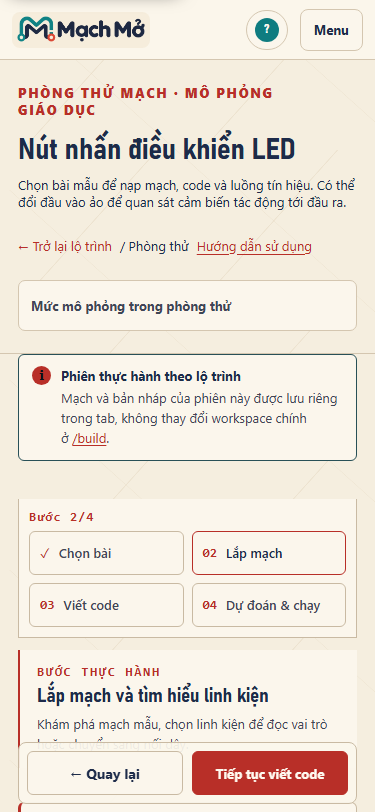 Mạch Mở
?
Menu
PHÒNG THỬ MẠCH · MÔ PHỎNG
GIÁO DỤC
Nút nhấn điều khiển LED
Chọn bài mẫu để nạp mạch, code và luồng tín hiệu. Có thể
đổi đầu vào ảo để quan sát cảm biến tác động tới đầu ra.
← Trở lại lộ trình / Phòng thử Hướng dẫn sử dụng
Mức mô phỏng trong phòng thử
i Phiên thực hành theo lộ trình
Mạch và bản nháp của phiên này được lưu riêng
trong tab, không thay đổi workspace chính
ở /build.
Bước 2/4
✓ Chọn bài
02 Lắp mạch
03 Viết code
04 Dự đoán & chạy
BƯỚC THỰC HÀNH
Lắp mạch và tìm hiểu linh kiện
Khám phá mạch mẫu, chọn linh kiện để đọc vai trò
← Quay lại
Tiếp tục viết code